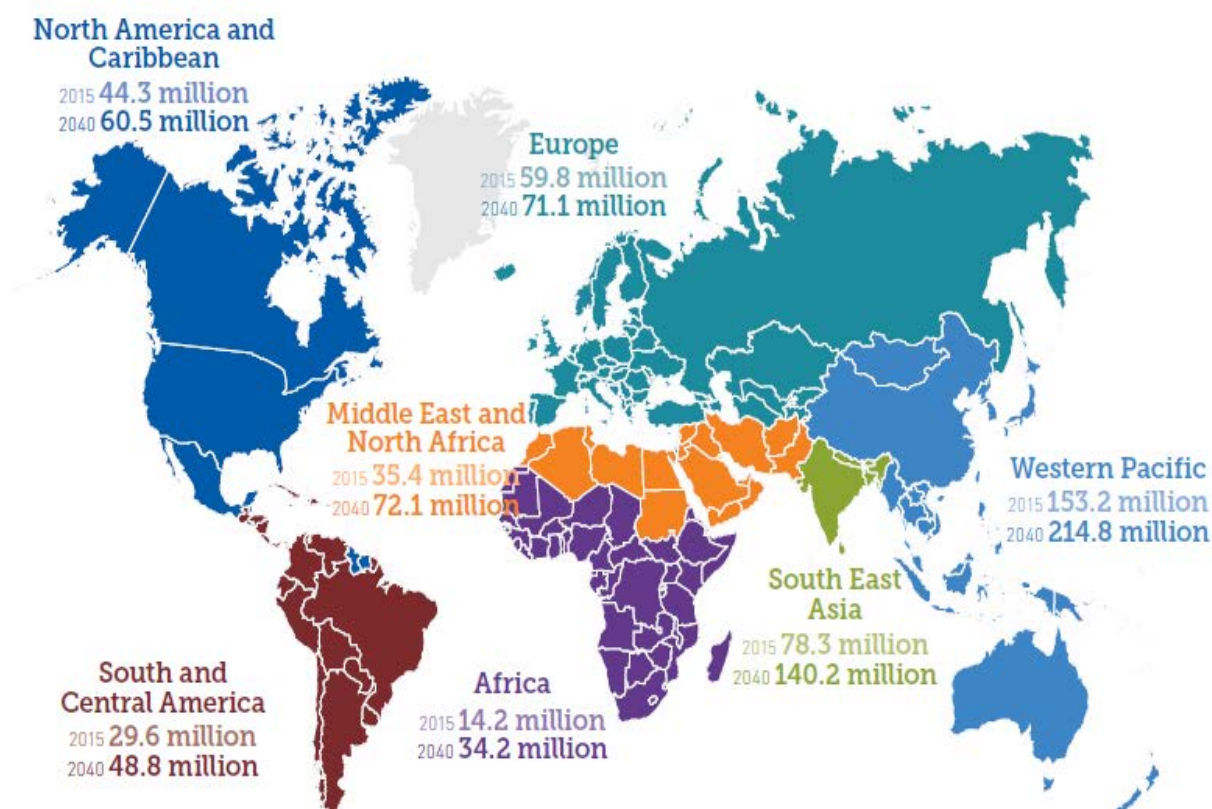 North America and
Caribbean
2015 44.3 million
2040 60.5 million
Europe
2015 59.8 million
2040 71.1 million
Middle East and
North Africa
2015 35.4 million
2040 72.1 million
Western Pacific
2015 153.2 million
2040 214.8 million
South East
Asia
2015 78.3 million
2040 140.2 million
South and
Central America
2015 29.6 million
2040 48.8 million
Africa
2015 14.2 million
2040 34.2 million